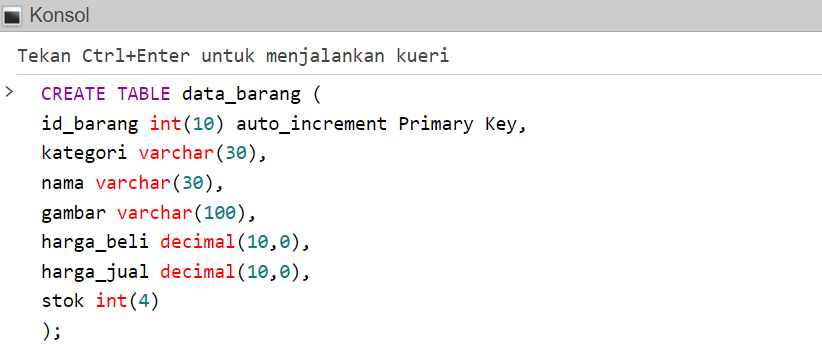 Konsol
Tekan Ctrl+Enter untuk menjalankan kueri
> CREATE TABLE data_barang (
id_barang int(10) auto_increment Primary Key,
kategori varchar(30),
nama varchar(30),
gambar varchar(100),
harga_beli decimal(10,0),
harga_jual decimal(10,0),
stok int(4)
);